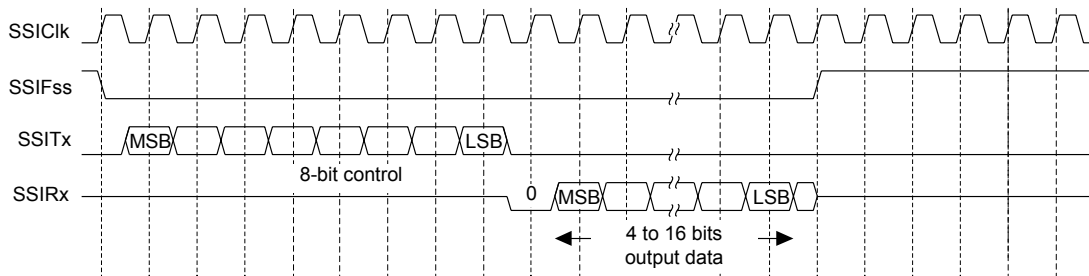 SSIClk
SSIFss
SSITx
MSB
LSB
8-bit control
SSIRx
0
MSB
LSB
4 to 16 bits
output data